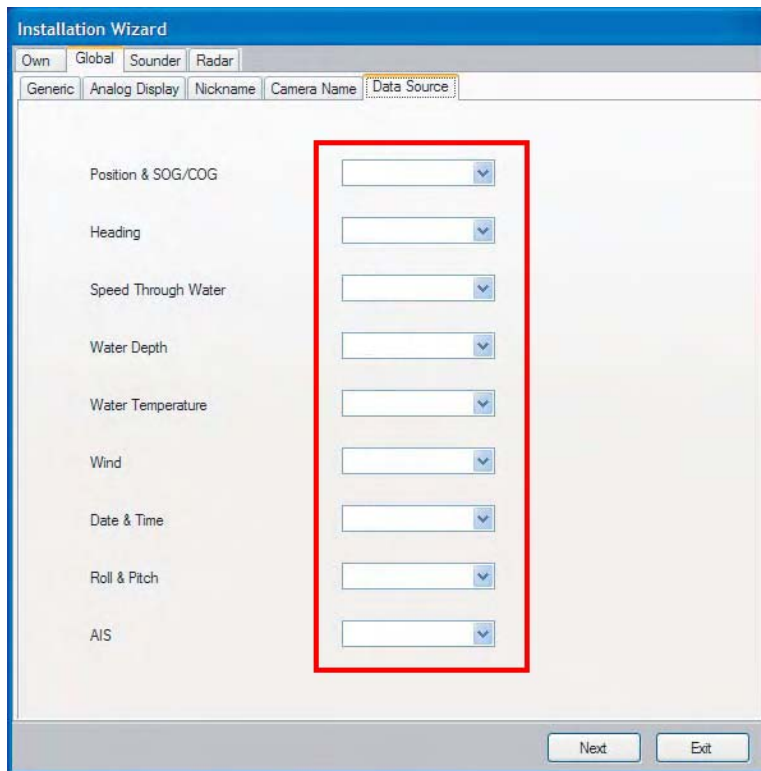 Installation Wizard
Own Global Sounder Radar
Generic Analog Display Nickname Camera Name Data Source
Position & SOG/COG
Heading
Speed Through Water
Water Depth
Water Temperature
Wind
Date & Time
Roll & Pitch
AIS
Next Exit